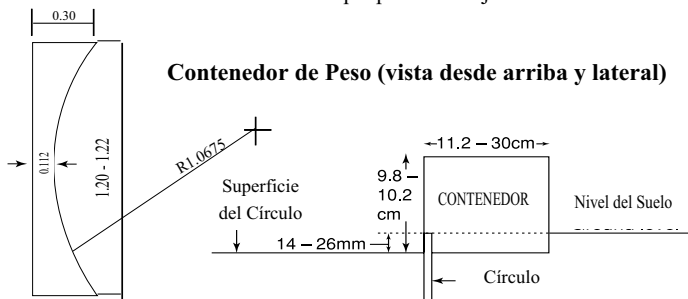 0.30
Contenedor de Peso (vista desde arriba y lateral)
0.112
1.20 - 1.22
R1.0675
11.2 – 30cm
9.8 –
10.2
cm
CONTENEDOR
Superficie
del Círculo
Nivel del Suelo
14 – 26mm
Círculo